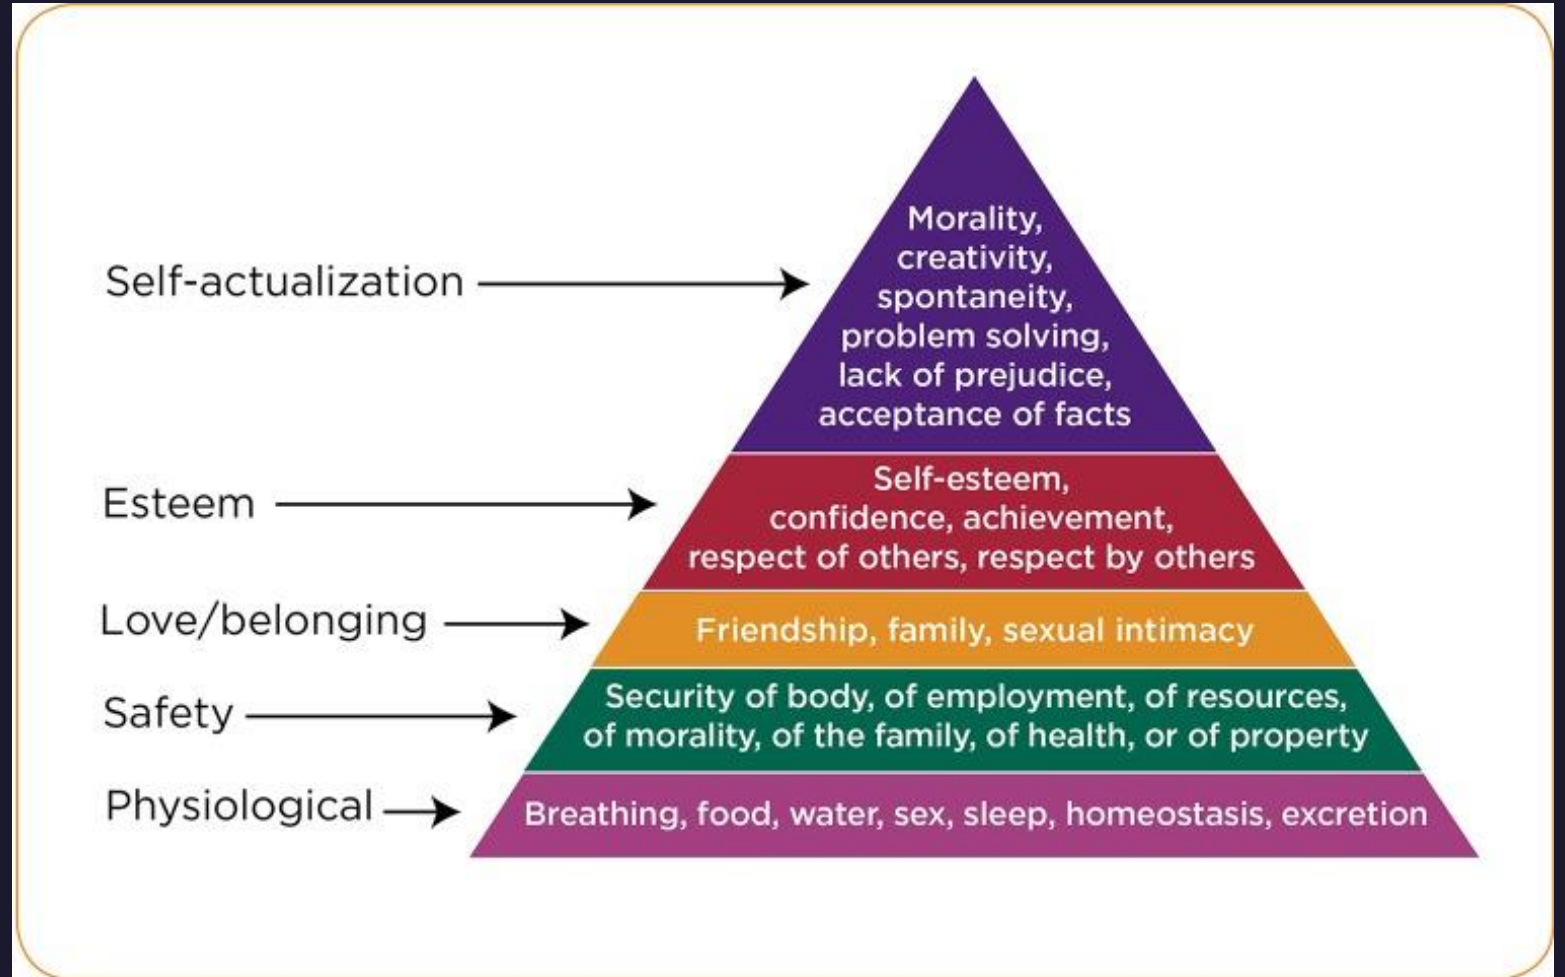 Self-actualization
Morality,
creativity,
spontaneity,
problem solving,
lack of prejudice,
acceptance of facts
Esteem
Self-esteem,
confidence, achievement,
respect of others, respect by others
Love/belonging
Friendship, family, sexual intimacy
Safety
Security of body, of employment, of resources,
of morality, of the family, of health, or of property
Physiological
Breathing, food, water, sex, sleep, homeostasis, excretion